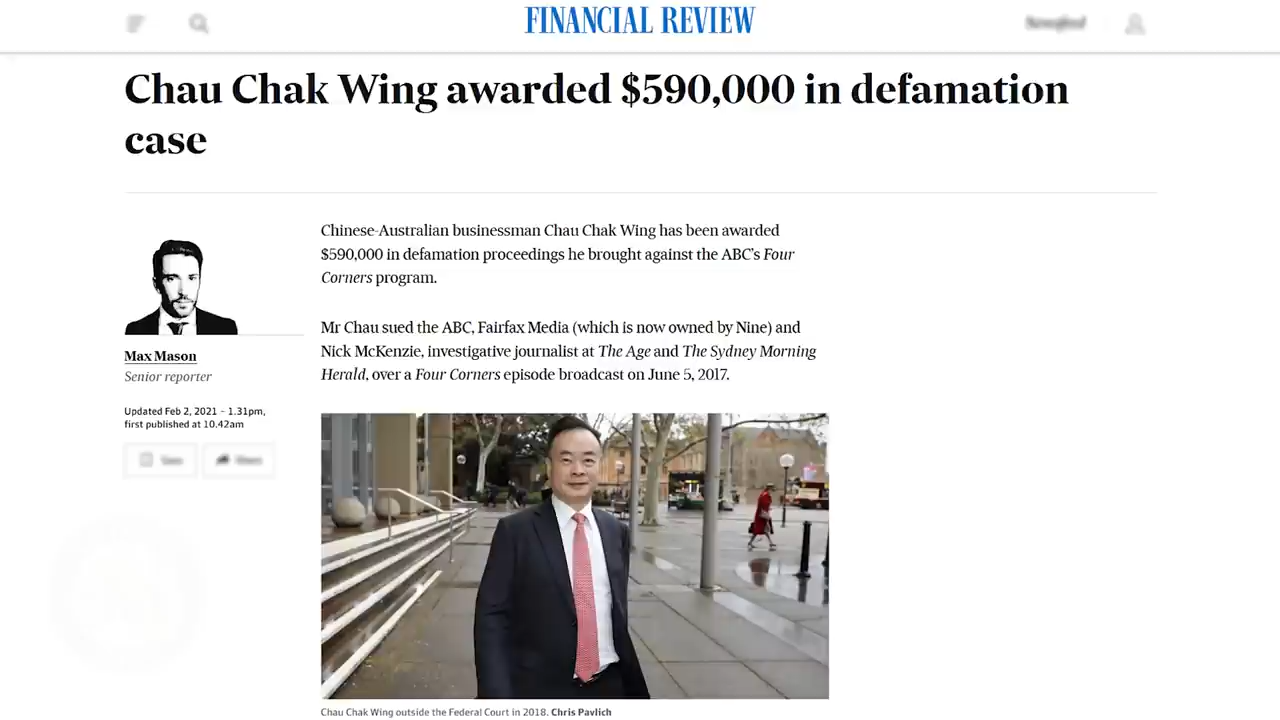 FINANCIAL REVIEW
Chau Chak Wing awarded $590,000 in defamation
case
Chinese-Australian businessman Chau Chak Wing has been awarded
$590,000 in defamation proceedings he brought against the ABC's Four
Corners program.
Mr Chau sued the ABC, Fairfax Media (which is now owned by Nine) and
Nick McKenzie, investigative journalist at The Age and The Sydney Morning
Herald, over a Four Corners episode broadcast on June 5, 2017.
Max Mason
Senior reporter
Updated Feb 2, 2021 – 1.31pm,
first published at 10.42am
Chau Chak Wing outside the Federal Court in 2018. Chris Pavlich